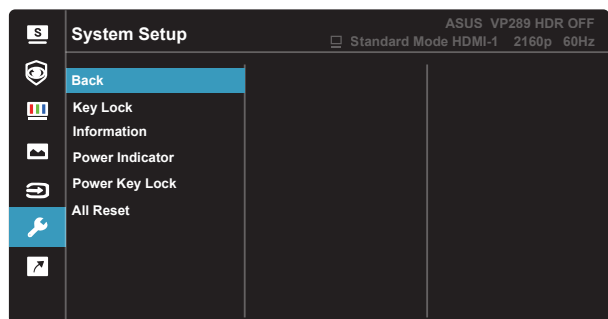 S
System Setup
ASUS VP289 HDR OFF
Standard Mode HDMI-1 2160p 60Hz
Back
Key Lock
Information
Power Indicator
Power Key Lock
All Reset